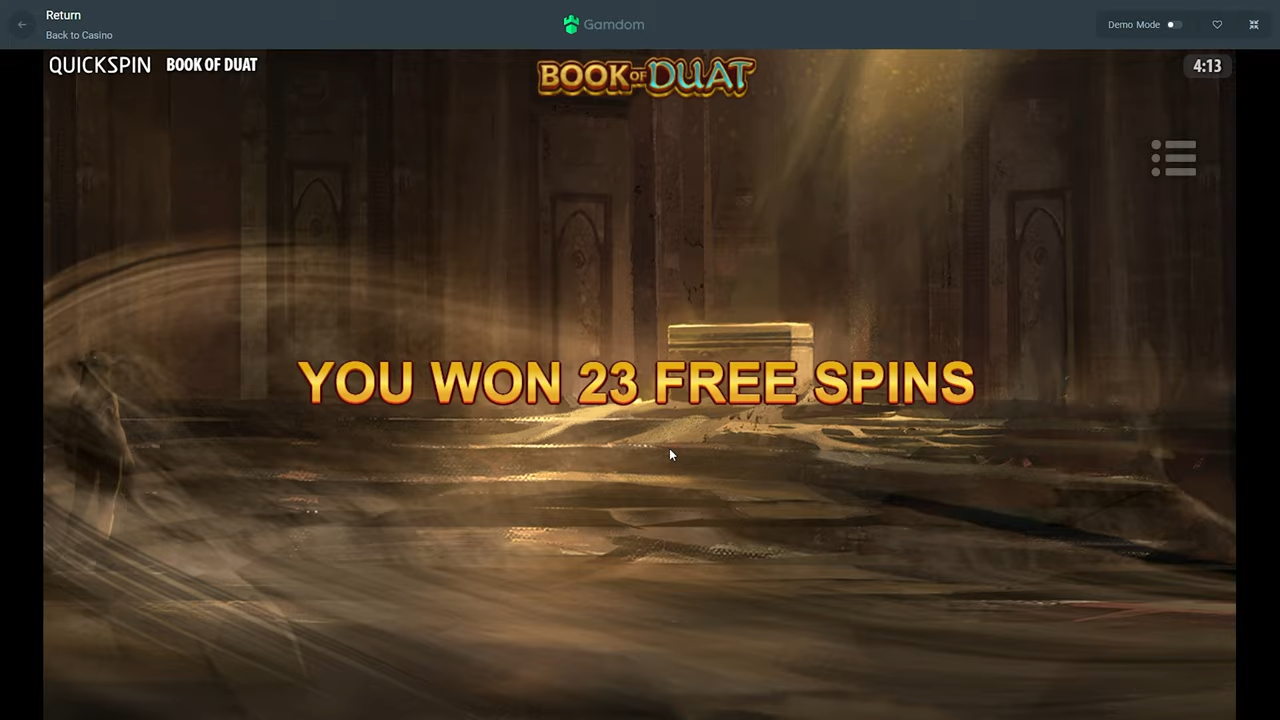 Return
Back to Casino
Gamdom
Demo Mode
QUICKSPIN BOOK OF DUAT
BOOK OF DUAT
4:13
YOU WON 23 FREE SPINS